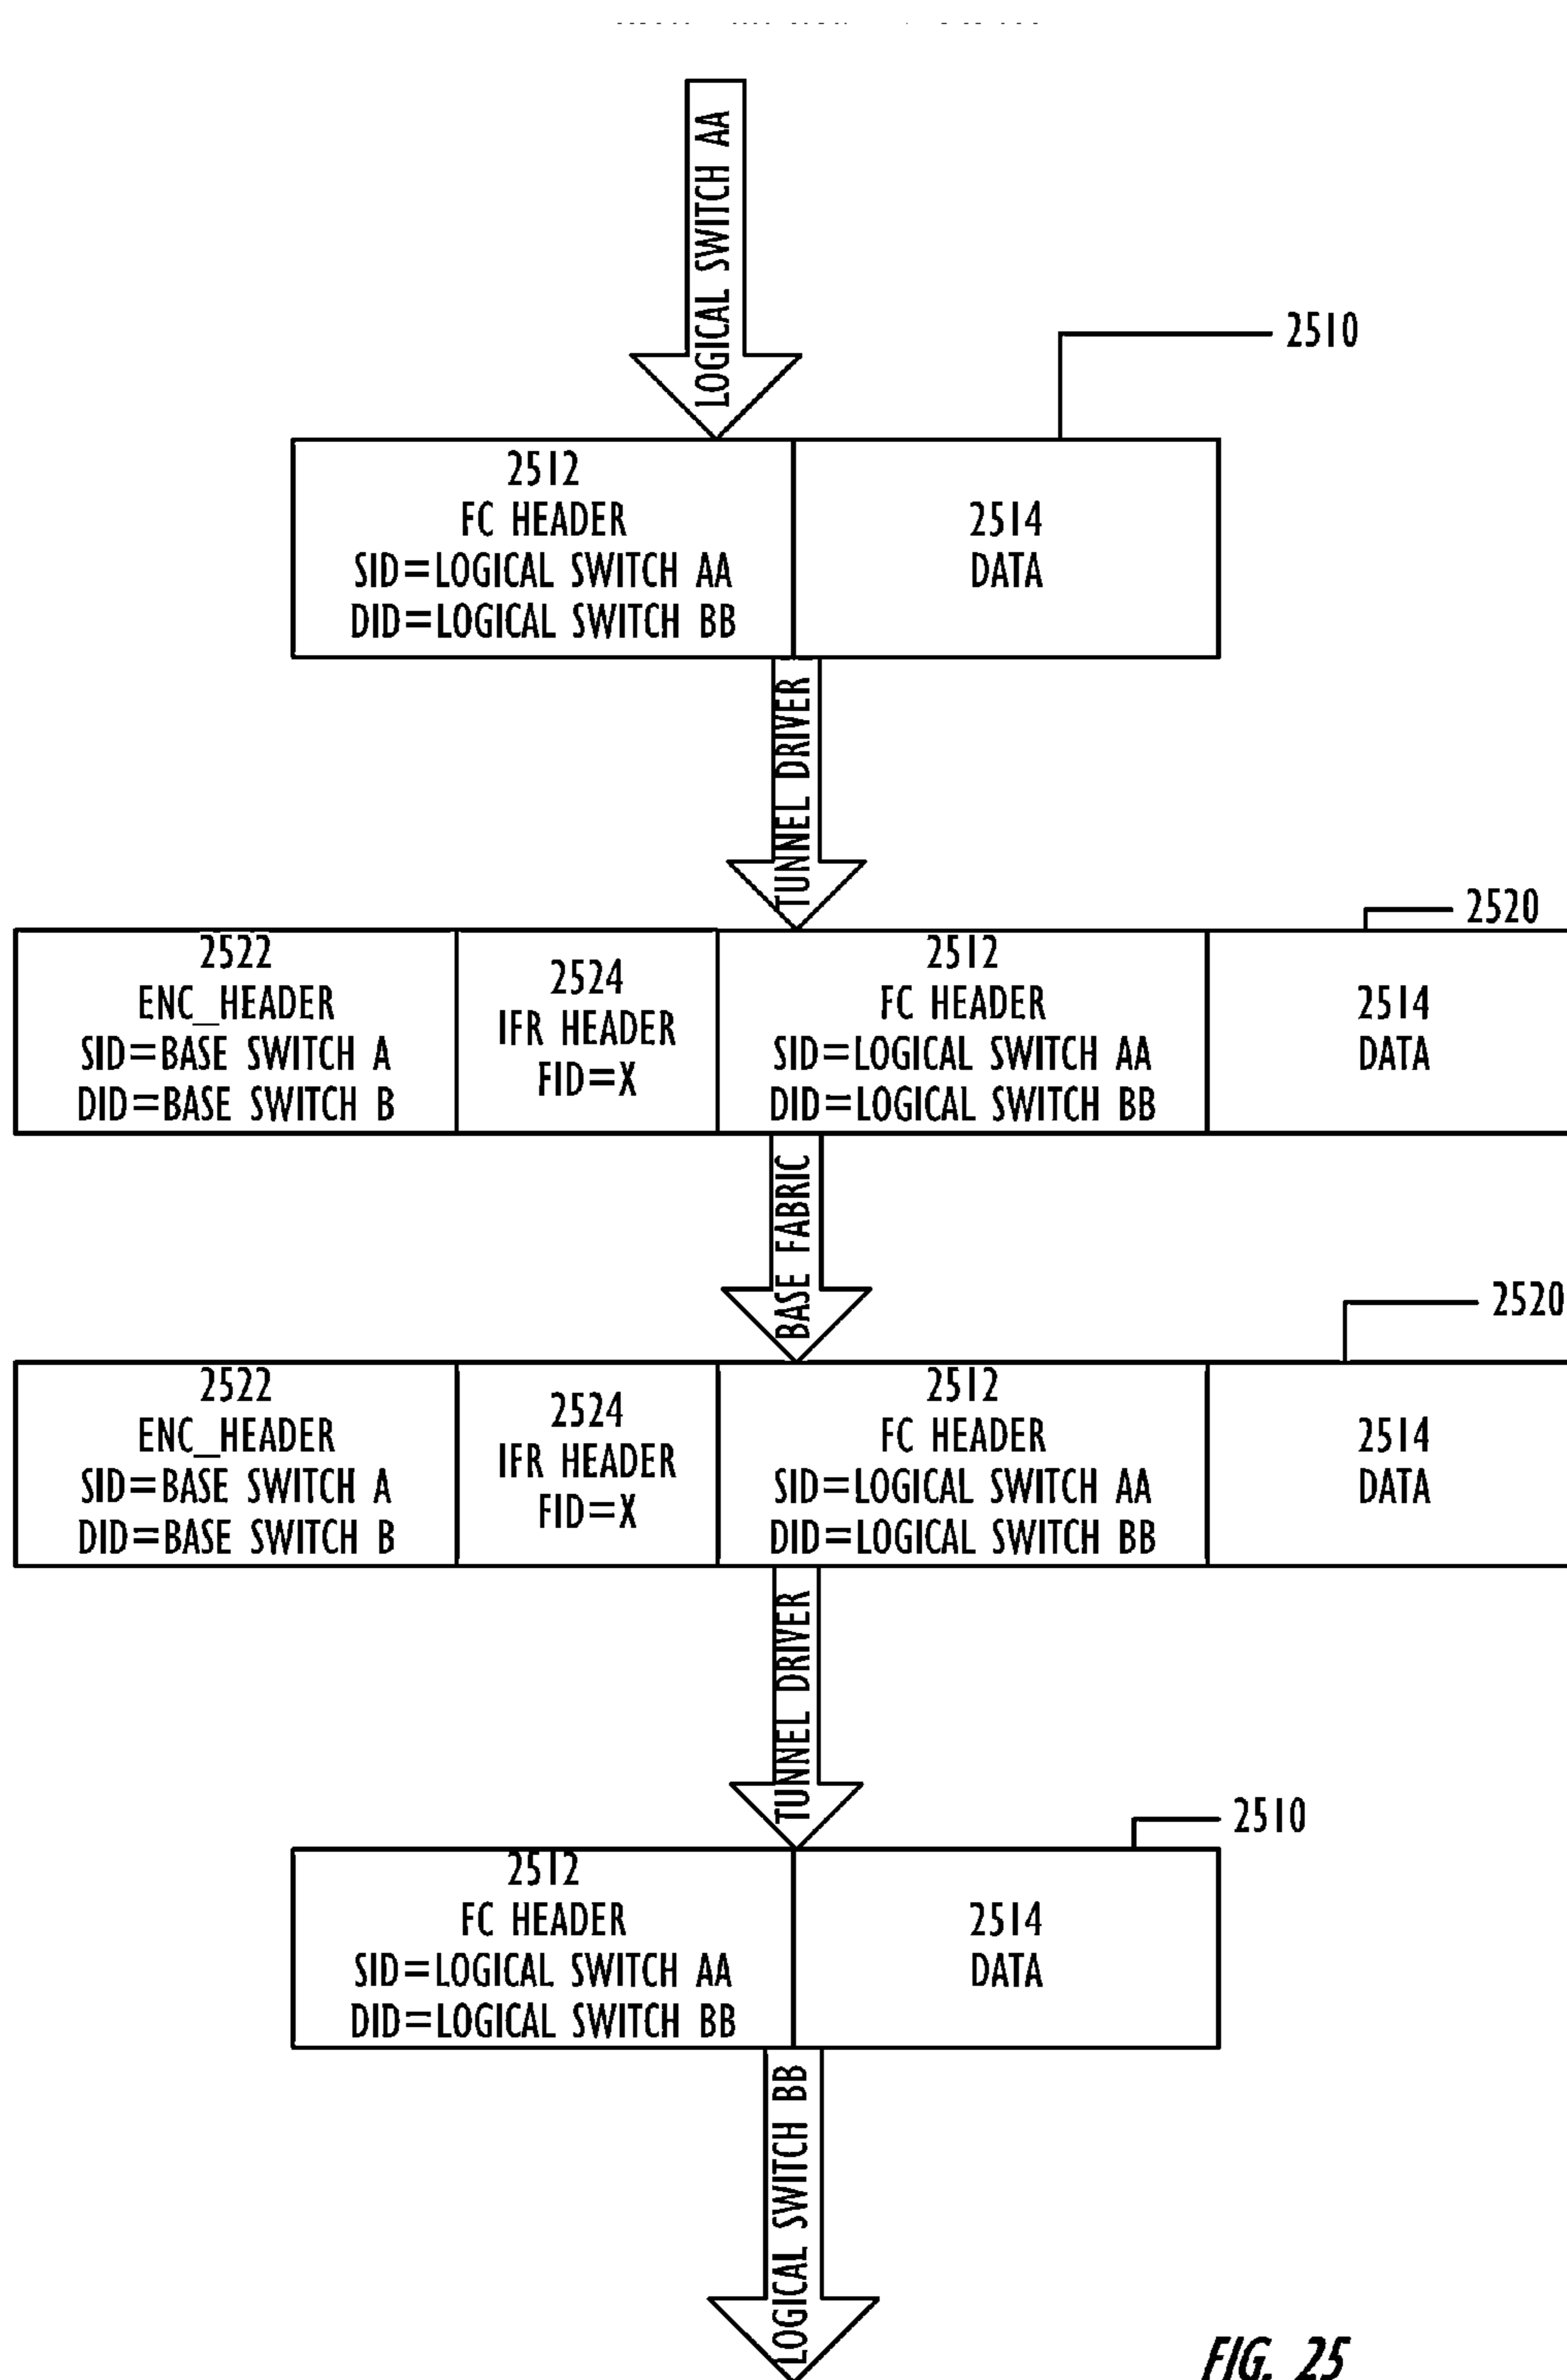 LOGICAL SWITCH AA
2510
2512
FC HEADER
SID=LOGICAL SWITCH AA
DID=LOGICAL SWITCH BB
2514
DATA
TUNNEL DRIVER
2520
2522
ENC_HEADER
SID=BASE SWITCH A
DID=BASE SWITCH B
2524
IFR HEADER
FID=X
2512
FC HEADER
SID=LOGICAL SWITCH AA
DID=LOGICAL SWITCH BB
2514
DATA
BASE FABRIC
2520
2522
ENC_HEADER
SID=BASE SWITCH A
DID=BASE SWITCH B
2524
IFR HEADER
FID=X
2512
FC HEADER
SID=LOGICAL SWITCH AA
DID=LOGICAL SWITCH BB
2514
DATA
TUNNEL DRIVER
2510
2512
FC HEADER
SID=LOGICAL SWITCH AA
DID=LOGICAL SWITCH BB
2514
DATA
LOGICAL SWITCH BB
FIG. 25